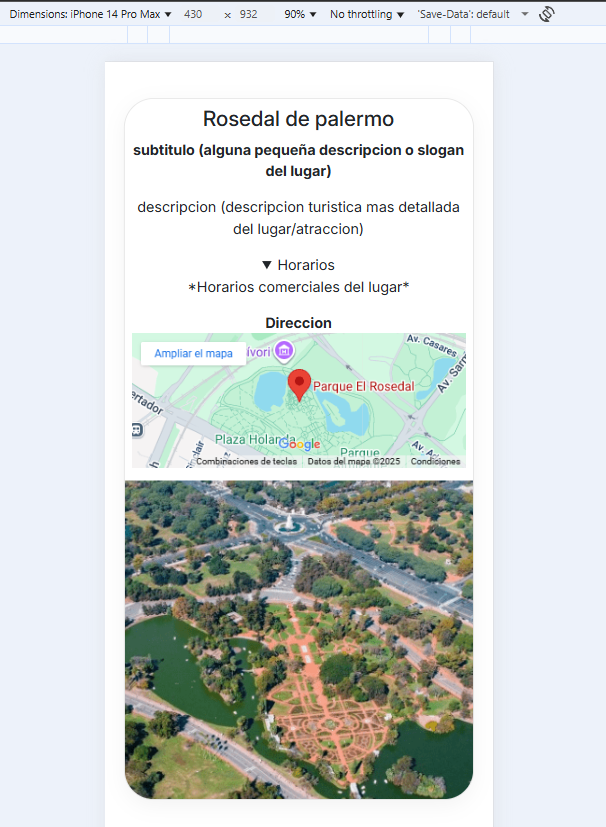 Dimensions: iPhone 14 Pro Max ▼ 430 × 932 90% ▼ No throttling ▼ 'Save-Data': default
Rosedal de palermo
subtitulo (alguna pequeña descripcion o slogan
del lugar)
descripcion (descripcion turistica mas detallada
del lugar/atraccion)
▼ Horarios
*Horarios comerciales del lugar*
Direccion
Av. Casares
Ampliar el mapa
ívori
Av. Sarm
Parque El Rosedal
ertador
Plaza Holanda
Google
Parque
Combinaciones de teclas Datos del mapa ©2025 Condiciones